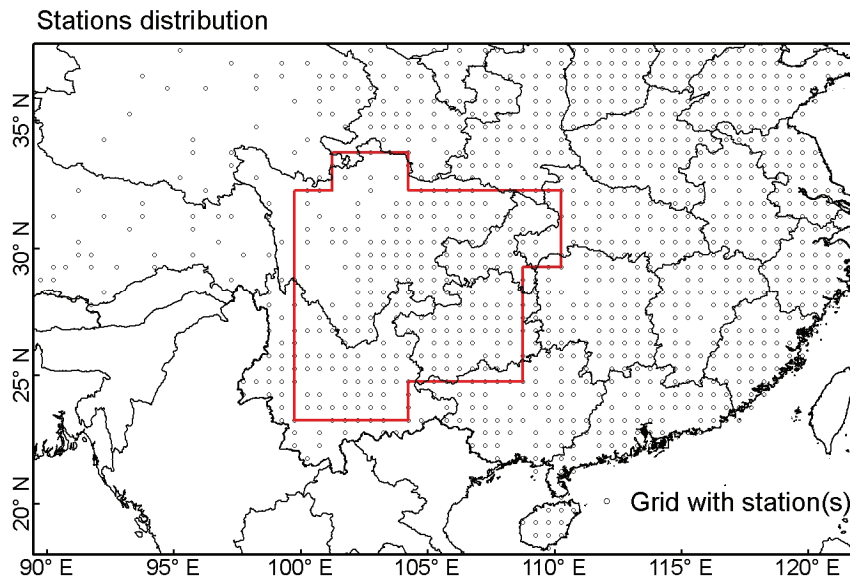 Stations distribution
35° N
30° N
25° N
20° N
Grid with station(s)
90° E 95° E 100° E 105° E 110° E 115° E 120° E